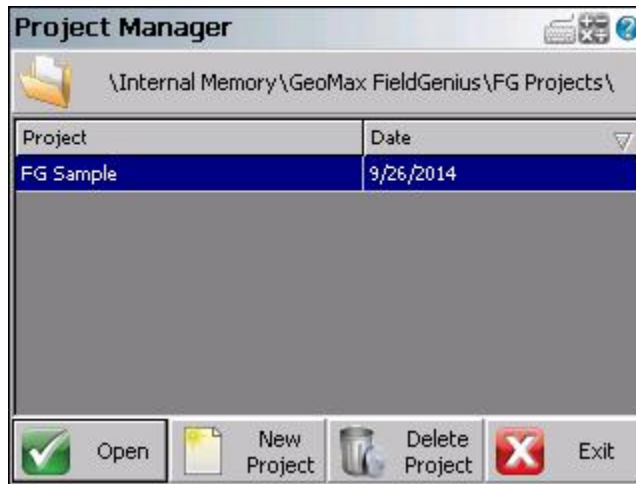 Project Manager
\Internal Memory\GeoMax FieldGenius\FG Projects\
Project Date
FG Sample 9/26/2014
Open New Project Delete Project Exit